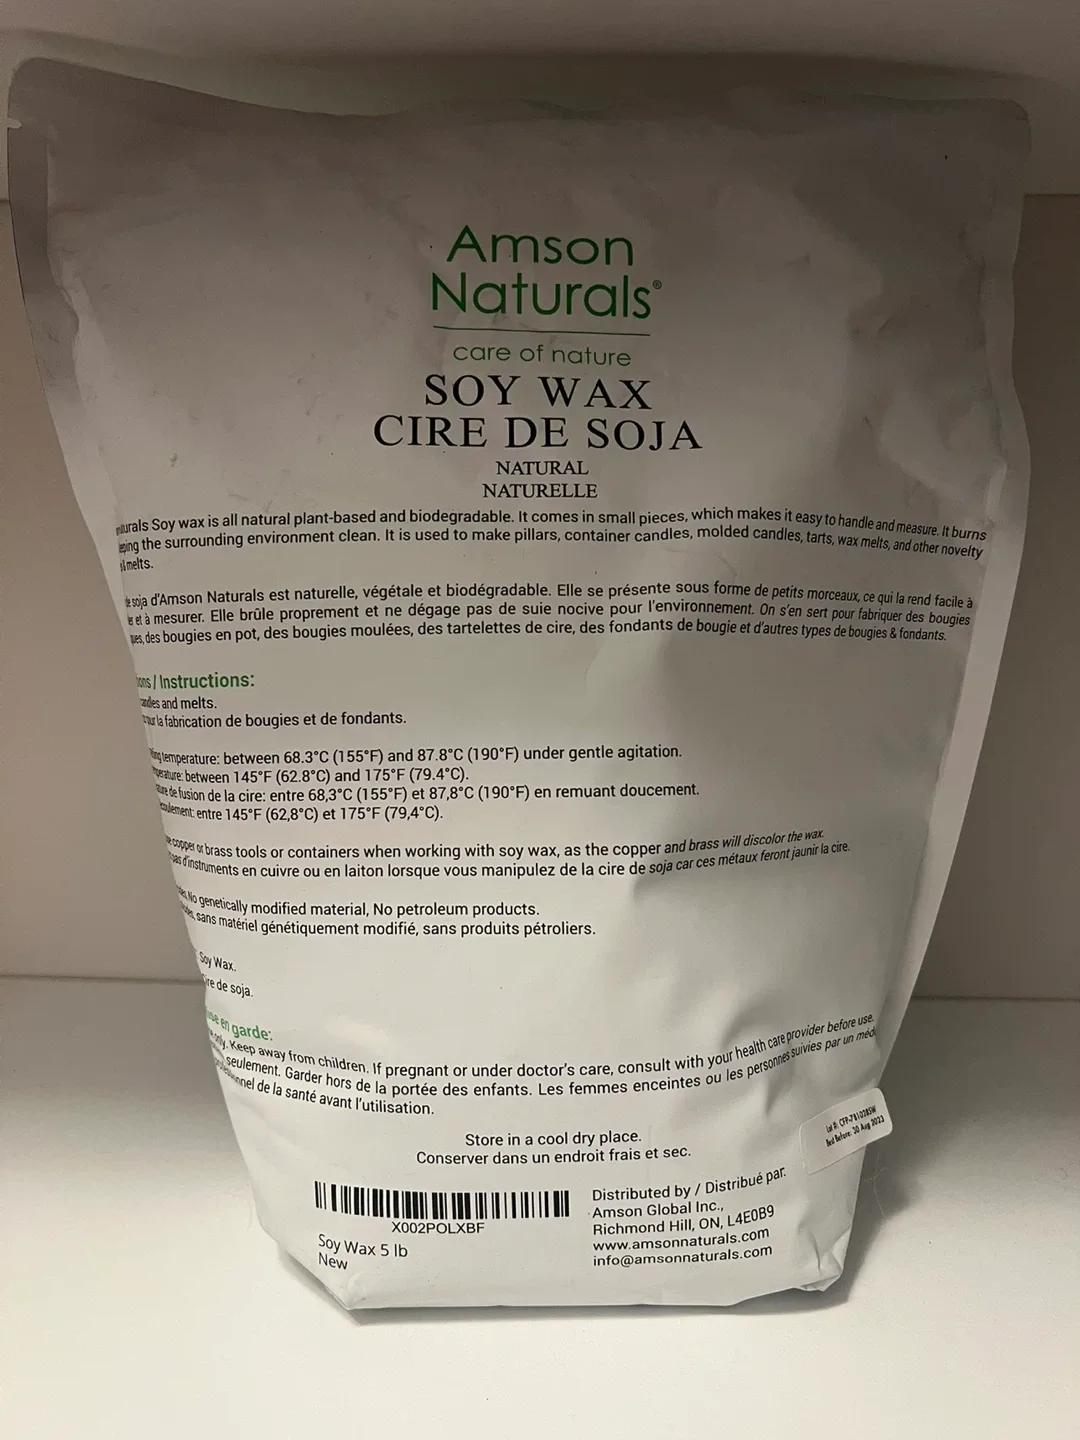 Amson
Naturals®
care of nature
SOY WAX
CIRE DE SOJA
NATURAL
NATURELLE
Soy wax is all natural plant-based and biodegradable. It comes in small pieces, which makes it easy to handle and measure. It burns
the surrounding environment clean. It is used to make pillars, container candles, molded candles, tarts, wax melts, and other novelty
melts.
soja d'Amson Naturals est naturelle, végétale et biodégradable. Elle se présente sous forme de petits morceaux, ce qui la rend facile à
et à mesurer. Elle brûle proprement et ne dégage pas de suie nocive pour l'environnement. On s'en sert pour fabriquer des bougies
des bougies en pot, des bougies moulées, des tartelettes de cire, des fondants de bougie et d'autres types de bougies & fondants.
/ Instructions:
and melts.
la fabrication de bougies et de fondants.
temperature: between 68.3°C (155°F) and 87.8°C (190°F) under gentle agitation.
between 145°F (62.8°C) and 175°F (79.4°C).
de fusion de la cire: entre 68,3°C (155°F) et 87,8°C (190°F) en remuant doucement.
entre 145°F (62,8°C) et 175°F (79,4°C).
copper or brass tools or containers when working with soy wax, as the copper and brass will discolor the wax.
pas d'instruments en cuivre ou en laiton lorsque vous manipulez de la cire de soja car ces métaux feront jaunir la cire.
No genetically modified material, No petroleum products.
sans matériel génétiquement modifié, sans produits pétroliers.
Soy Wax.
de soja.
en garde:
only. Keep away from children. If pregnant or under doctor's care, consult with your health care provider before use.
seulement. Garder hors de la portée des enfants. Les femmes enceintes ou les personnes suivies par un
de la santé avant l'utilisation.
Lot #: CFP-781028SW
Best Before: 30 Aug 2023
Store in a cool dry place.
Conserver dans un endroit frais et sec.
X002POLXBF
Soy Wax 5 lb
New
Distributed by / Distribué par:
Amson Global Inc.,
Richmond Hill, ON, L4E0B9
www.amsonnaturals.com
info@amsonnaturals.com